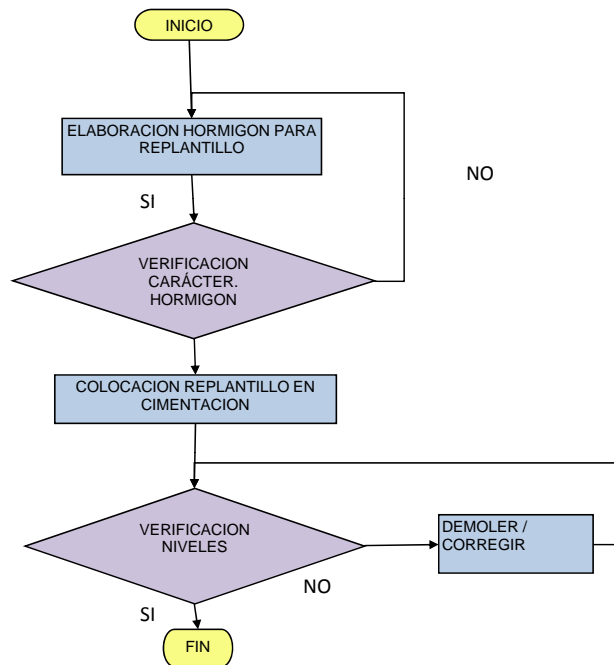 INICIO
ELABORACION HORMIGON PARA
REPLANTILLO
NO
SI
VERIFICACION
CARÁCTER.
HORMIGON
COLOCACION REPLANTILLO EN
CIMENTACION
VERIFICACION
NIVELES
DEMOLER /
CORREGIR
NO
SI
FIN